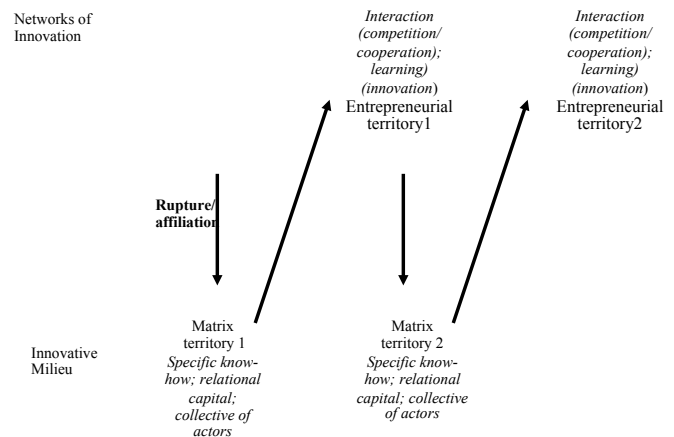 Networks of
Innovation
Interaction
(competition/
cooperation);
learning)
(innovation)
Entrepreneurial
territory1
Interaction
(competition/
cooperation);
learning)
(innovation)
Entrepreneurial
territory2
Rupture/
affiliation
Innovative
Milieu
Matrix
territory 1
Specific know-
how; relational
capital;
collective of
actors
Matrix
territory 2
Specific know-
how; relational
capital; collective
of actors